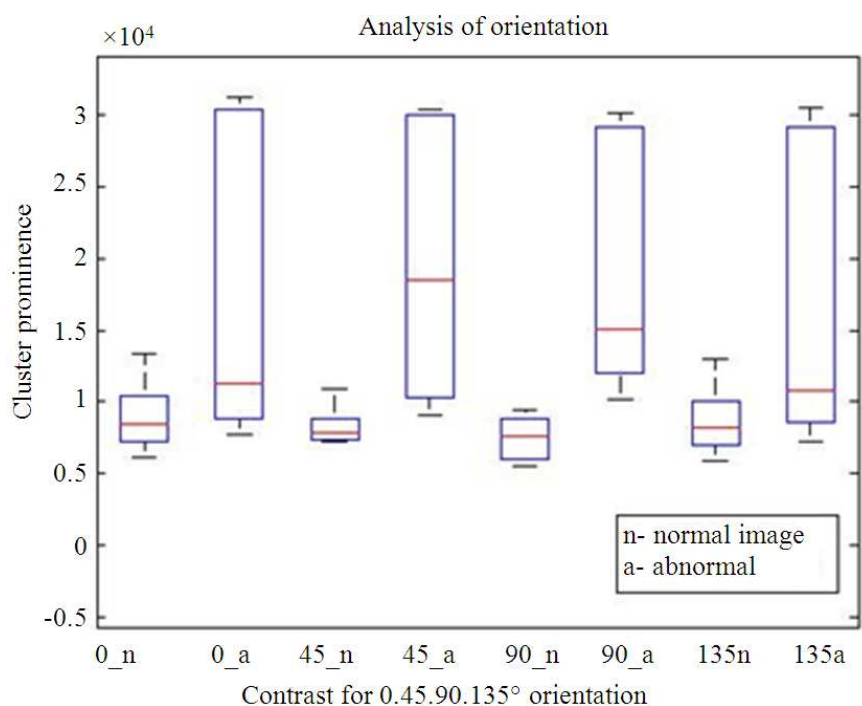 Analysis of orientation
×10⁴
3
2.5
2
1.5
1
0.5
0
-0.5
Cluster prominence
n- normal image
a- abnormal
0_n 0_a 45_n 45_a 90_n 90_a 135n 135a
Contrast for 0.45.90.135° orientation